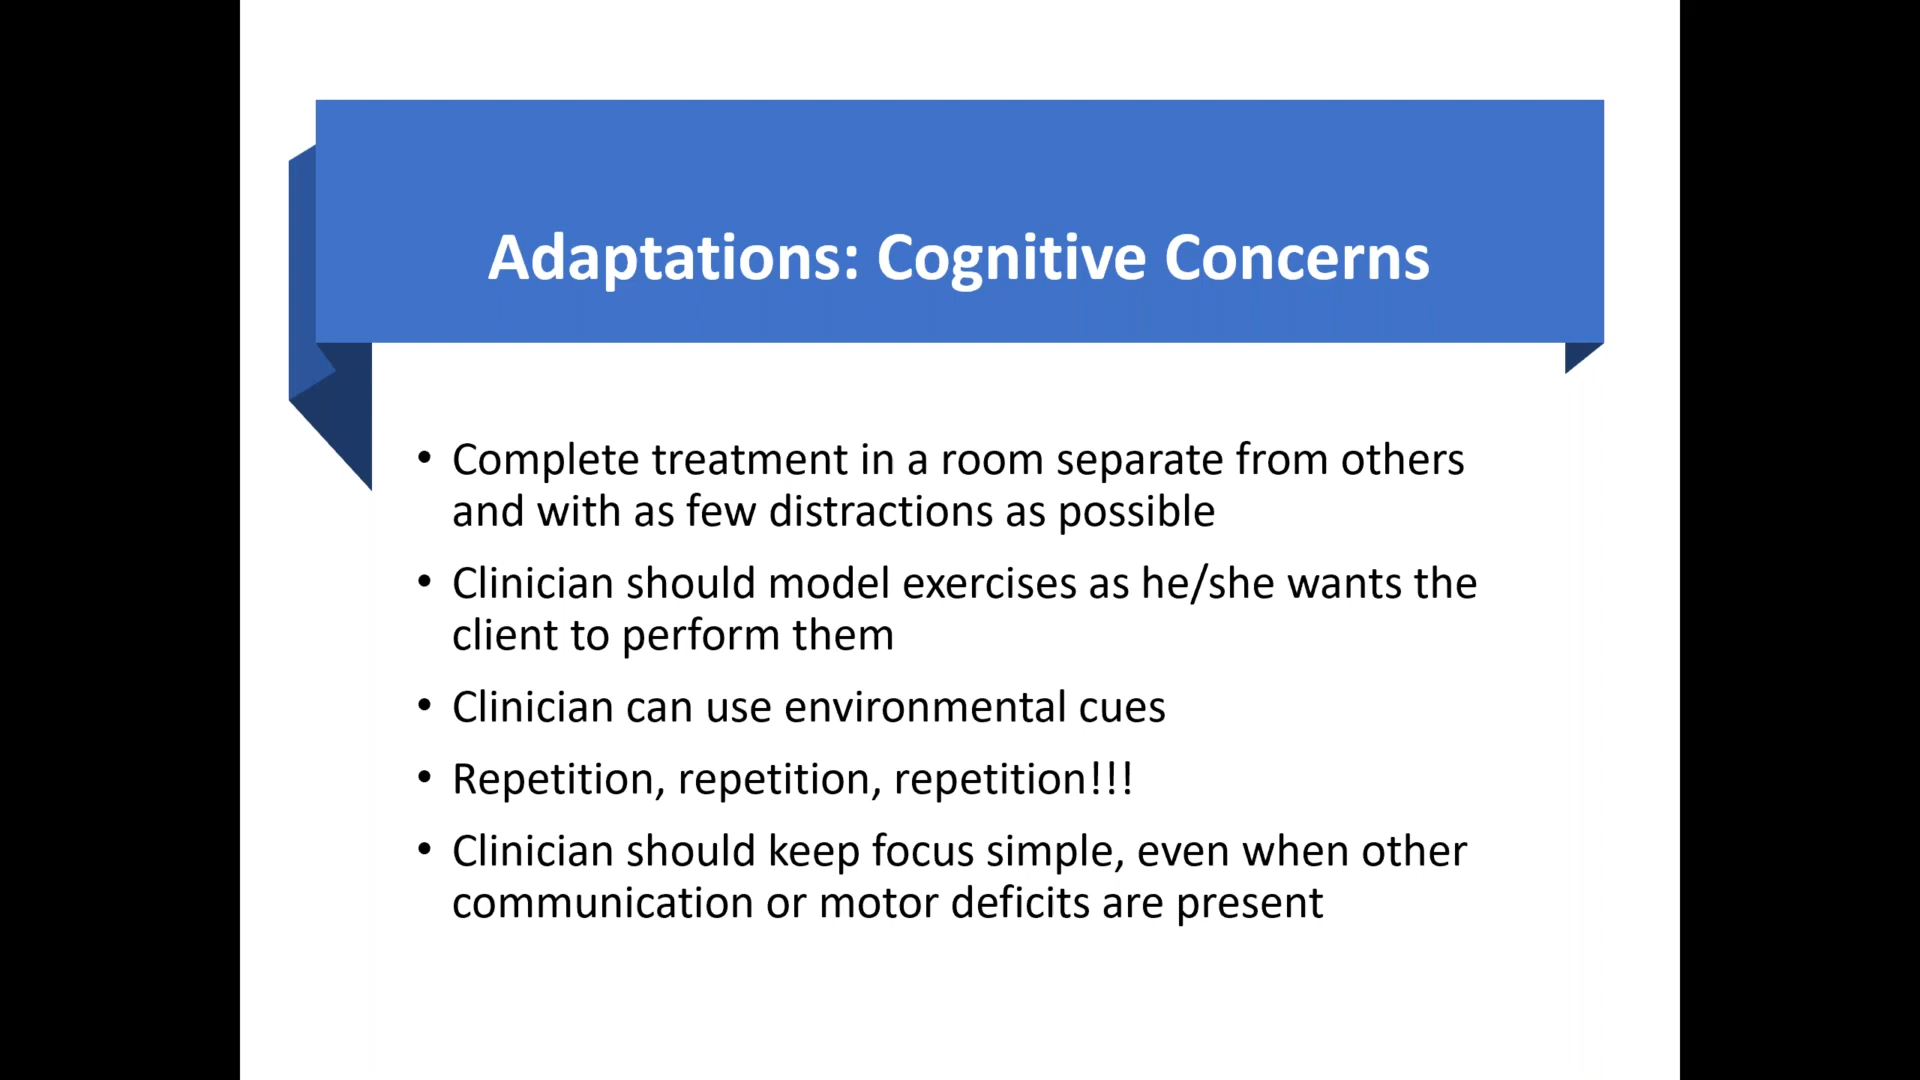 Adaptations: Cognitive Concerns
• Complete treatment in a room separate from others
and with as few distractions as possible
• Clinician should model exercises as he/she wants the
client to perform them
• Clinician can use environmental cues
• Repetition, repetition, repetition!!!
• Clinician should keep focus simple, even when other
communication or motor deficits are present